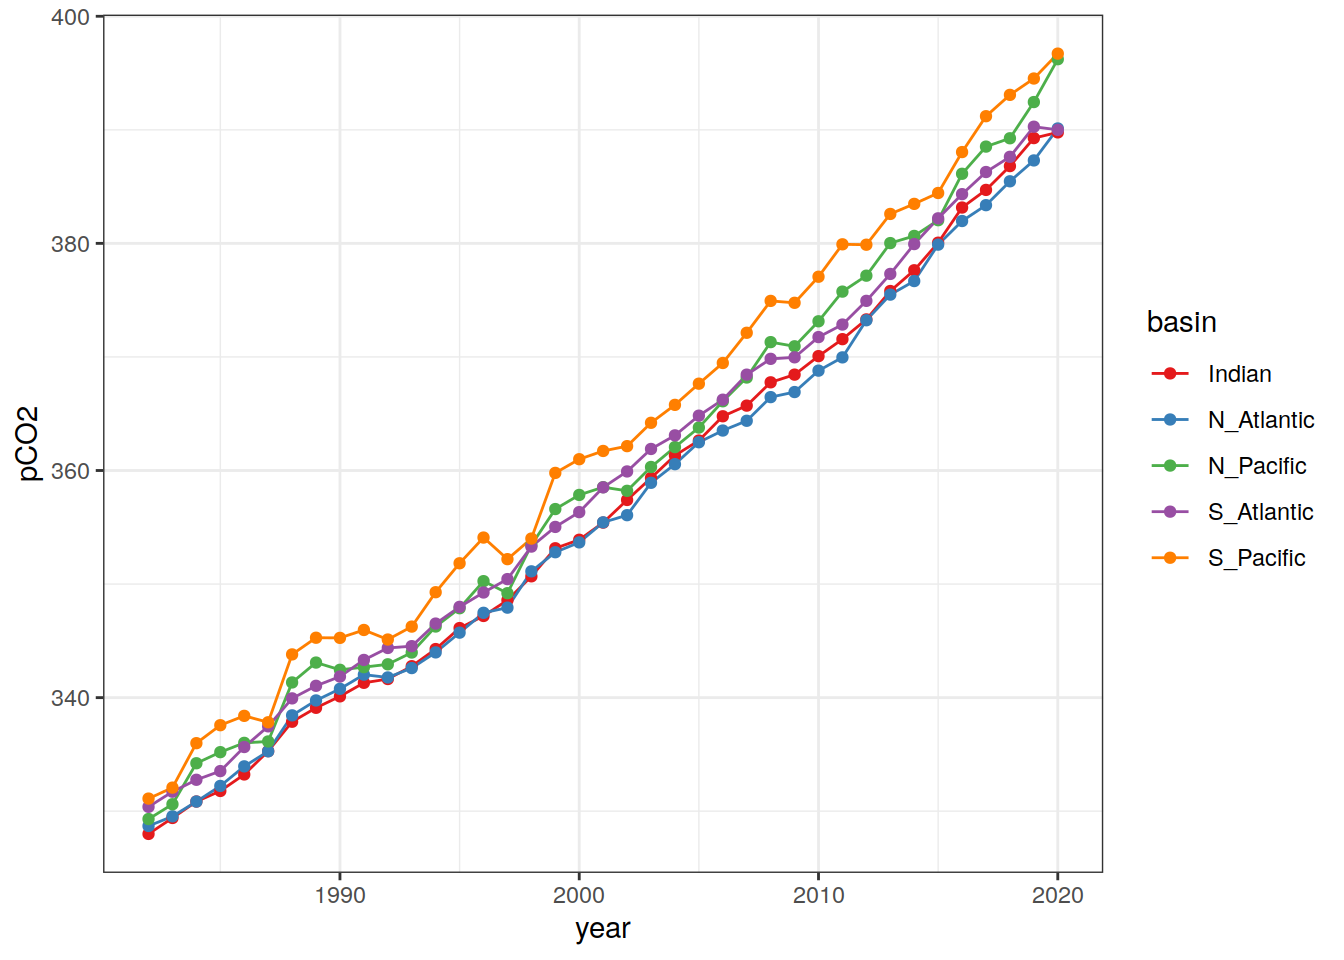 400
380
360
340
pCO2
1990
2000
2010
2020
year
basin
Indian
N_Atlantic
N_Pacific
S_Atlantic
S_Pacific